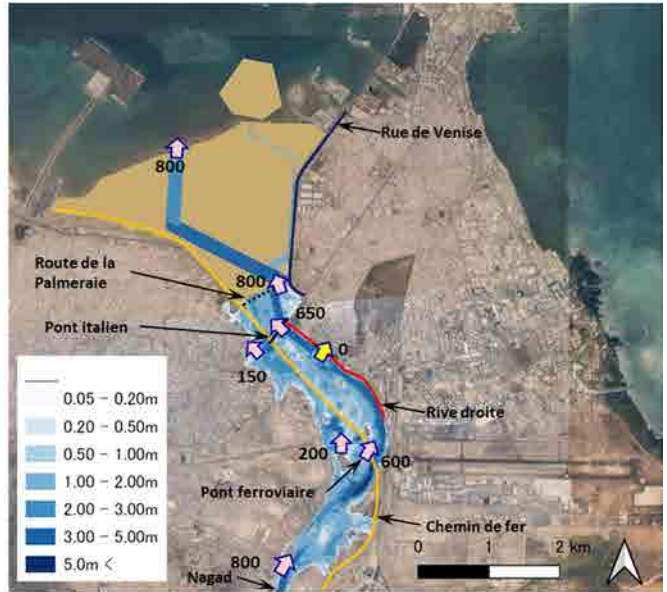 Rue de Venise
800
Route de la
Palmeraie
800
650
Pont italien
0
150
Rive droite
200
600
Pont ferroviaire
Chemin de fer
800
Nagad
0.05 - 0.20m
0.20 - 0.50m
0.50 - 1.00m
1.00 - 2.00m
2.00 - 3.00m
3.00 - 5.00m
5.0m <
0 1 2 km